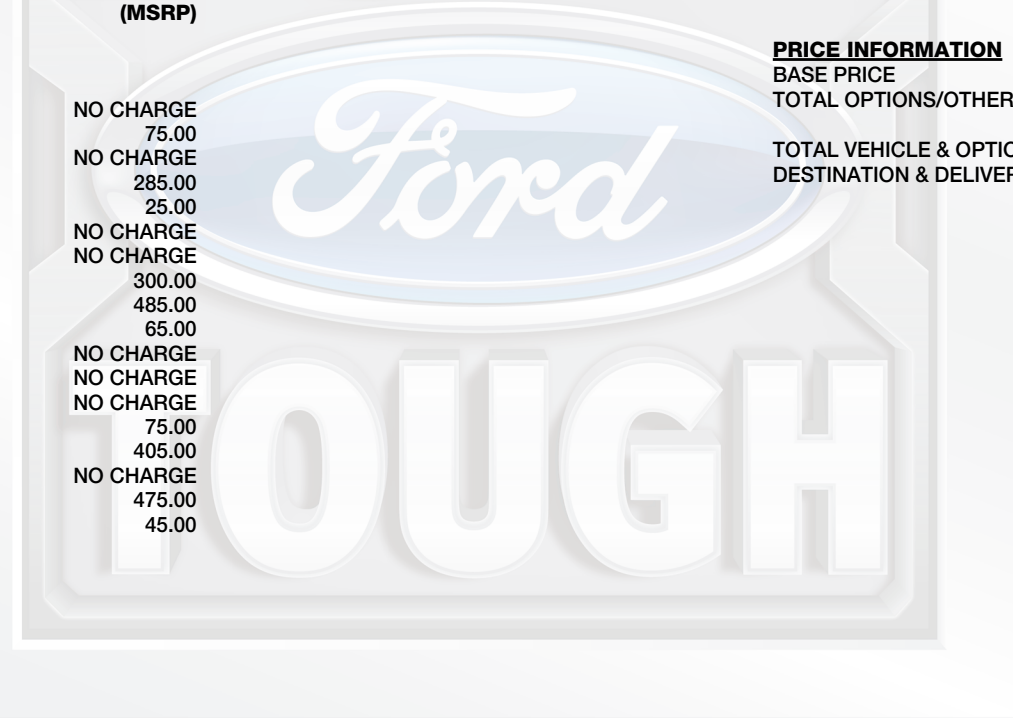 (MSRP)
NO CHARGE
75.00
NO CHARGE
285.00
25.00
NO CHARGE
NO CHARGE
300.00
485.00
65.00
NO CHARGE
NO CHARGE
NO CHARGE
75.00
405.00
NO CHARGE
475.00
45.00
PRICE INFORMATION
BASE PRICE
TOTAL OPTIONS/OTHER
TOTAL VEHICLE & OPTIO
DESTINATION & DELIVER
Ford
TOUGH